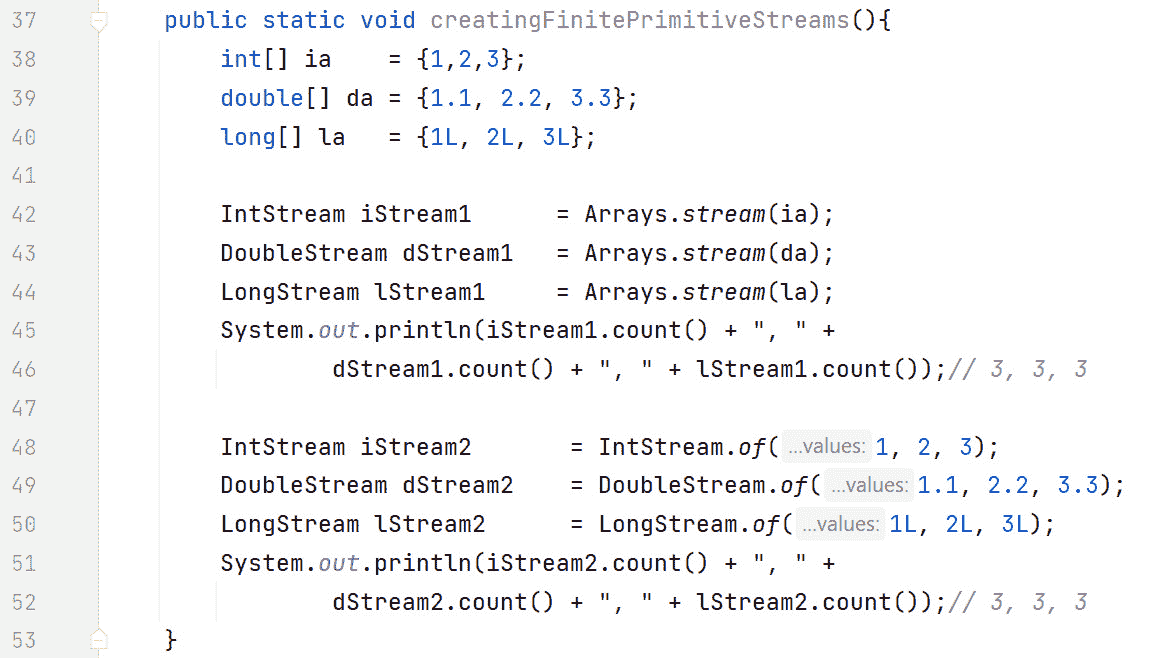 37 public static void creatingFinitePrimitiveStreams(){
38 int[] ia    = {1,2,3};
39 double[] da = {1.1, 2.2, 3.3};
40 long[] la   = {1L, 2L, 3L};
41
42 IntStream iStream1      = Arrays.stream(ia);
43 DoubleStream dStream1   = Arrays.stream(da);
44 LongStream lStream1     = Arrays.stream(la);
45 System.out.println(iStream1.count() + ", " +
46 dStream1.count() + ", " + lStream1.count());// 3, 3, 3
47
48 IntStream iStream2       = IntStream.of( ...values: 1, 2, 3);
49 DoubleStream dStream2    = DoubleStream.of( ...values: 1.1, 2.2, 3.3);
50 LongStream lStream2      = LongStream.of( ...values: 1L, 2L, 3L);
51 System.out.println(iStream2.count() + ", " +
52 dStream2.count() + ", " + lStream2.count());// 3, 3, 3
53 }